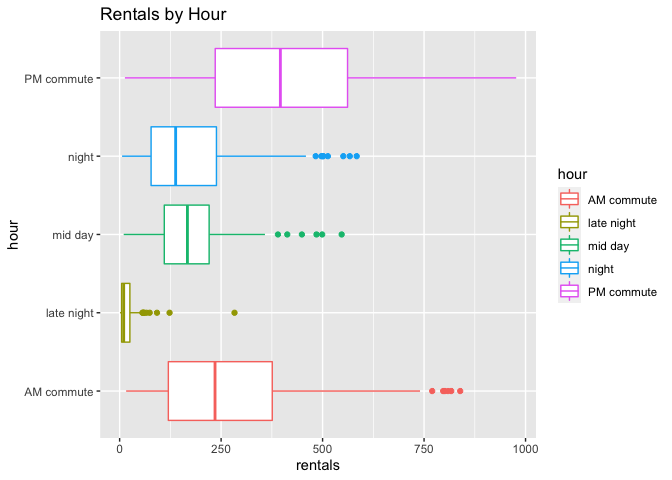 Rentals by Hour
PM commute
night
mid day
late night
AM commute
hour
0
250
500
750
1000
rentals
hour
AM commute
late night
mid day
night
PM commute